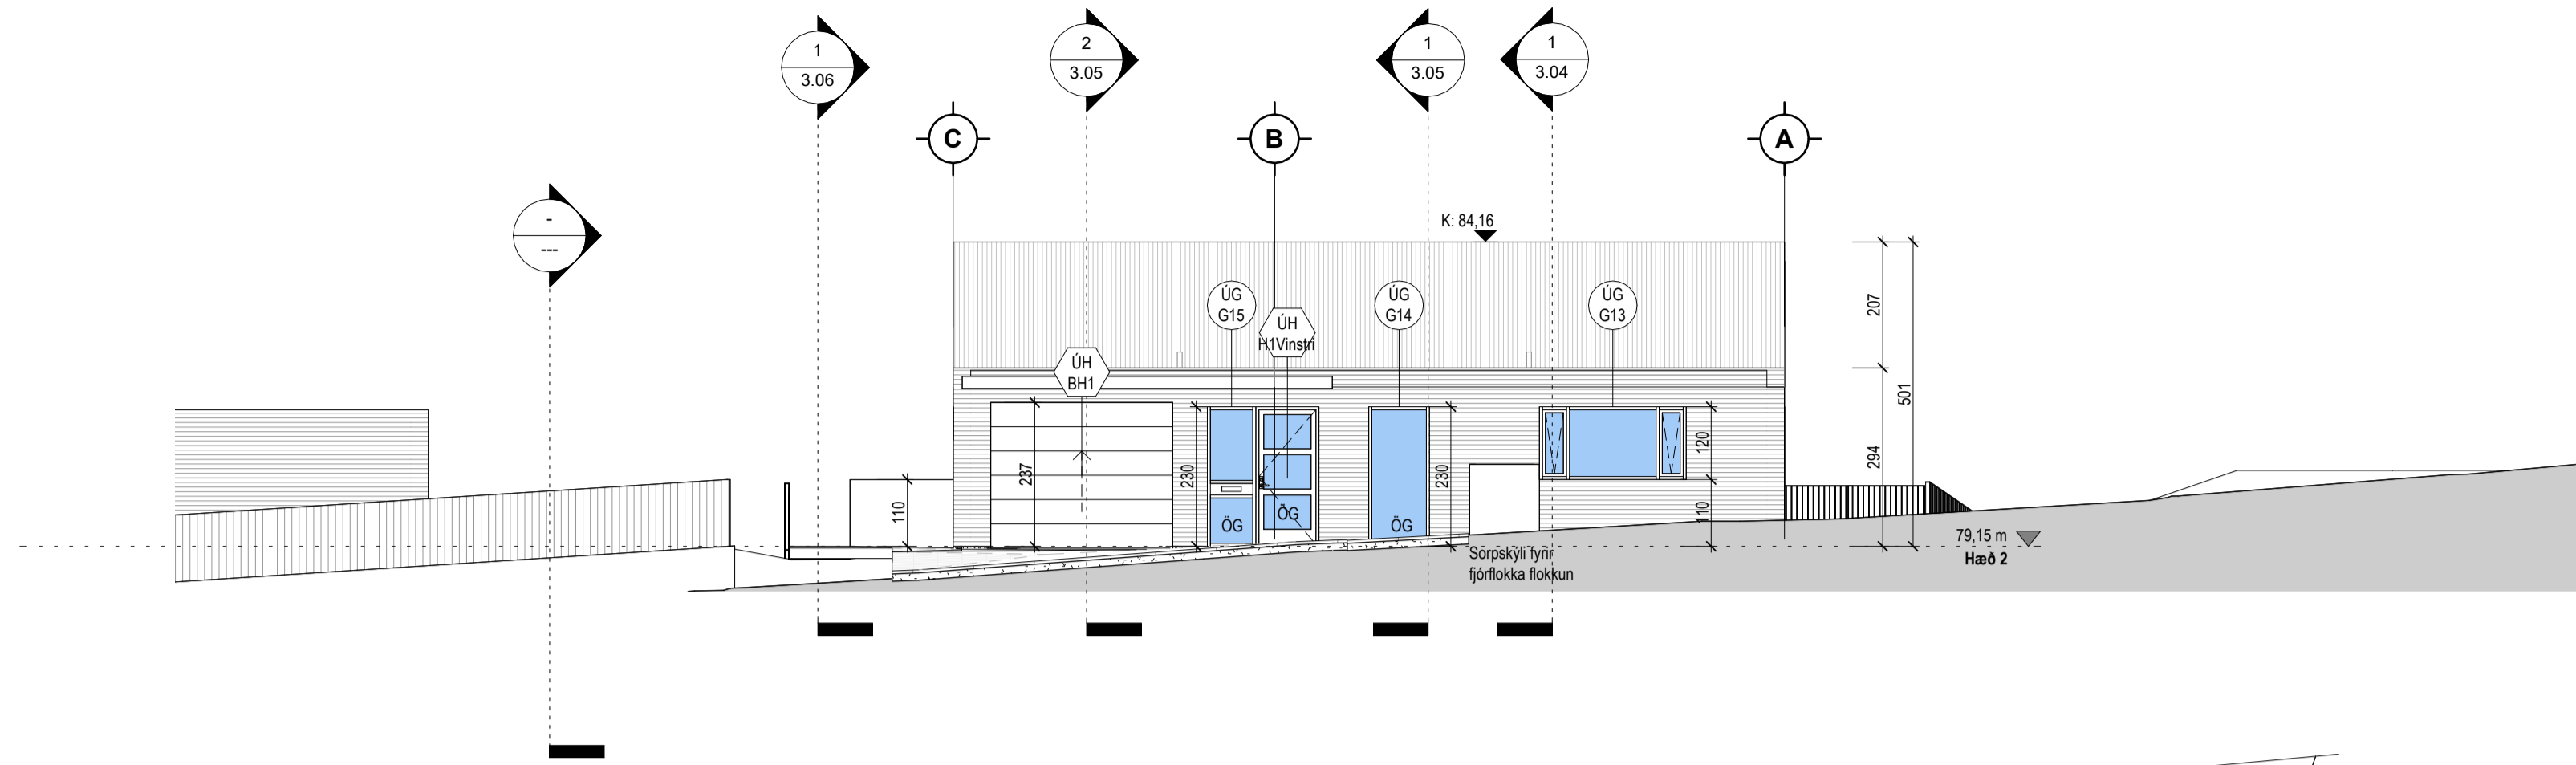 1
3.06
2
3.05
1
3.05
1
3.04
C
B
A
-
---
K: 84,16
ÚG
G15
ÚH
H1Vinstri
ÚG
G14
ÚG
G13
ÚH
BH1
207
501
294
237
230
230
120
110
110
ÖG
ÖG
ÖG
Sorpskýli fyrir
fjórflokka flokkun
79,15 m
Hæð 2